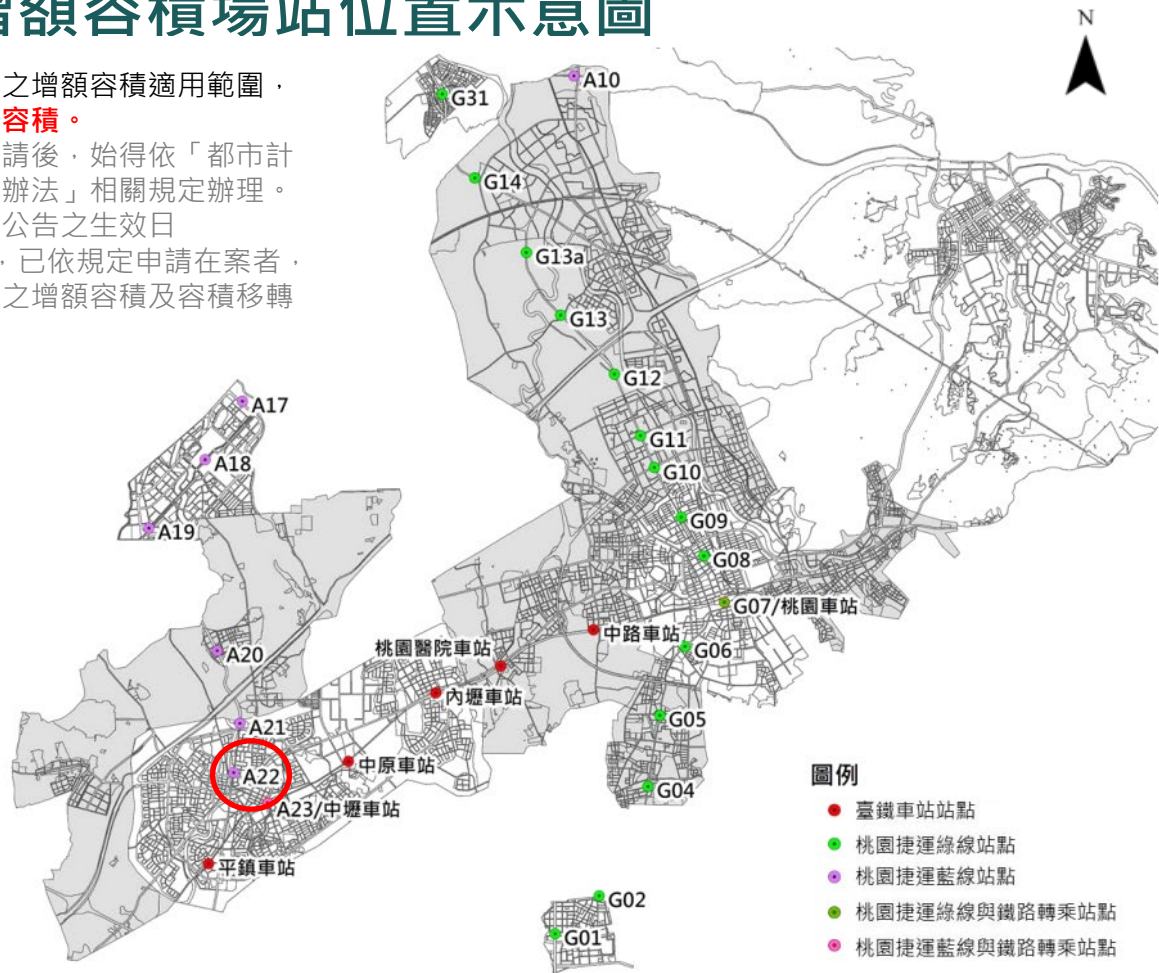 增額容積場站位置示意圖
之增額容積適用範圍，
容積。
請後，始得依「都市計
辦法」相關規定辦理。
公告之生效日
，已依規定申請在案者，
之增額容積及容積移轉
N
A10
G31
G14
G13a
G13
G12
A17
G11
A18
G10
G09
A19
G08
G07/桃園車站
中路車站
桃園醫院車站
G06
A20
內壢車站
G05
A21
中原車站
A22
G04
A23/中壢車站
平鎮車站
G02
G01
圖例
臺鐵車站站點
桃園捷運綠線站點
桃園捷運藍線站點
桃園捷運綠線與鐵路轉乘站點
桃園捷運藍線與鐵路轉乘站點